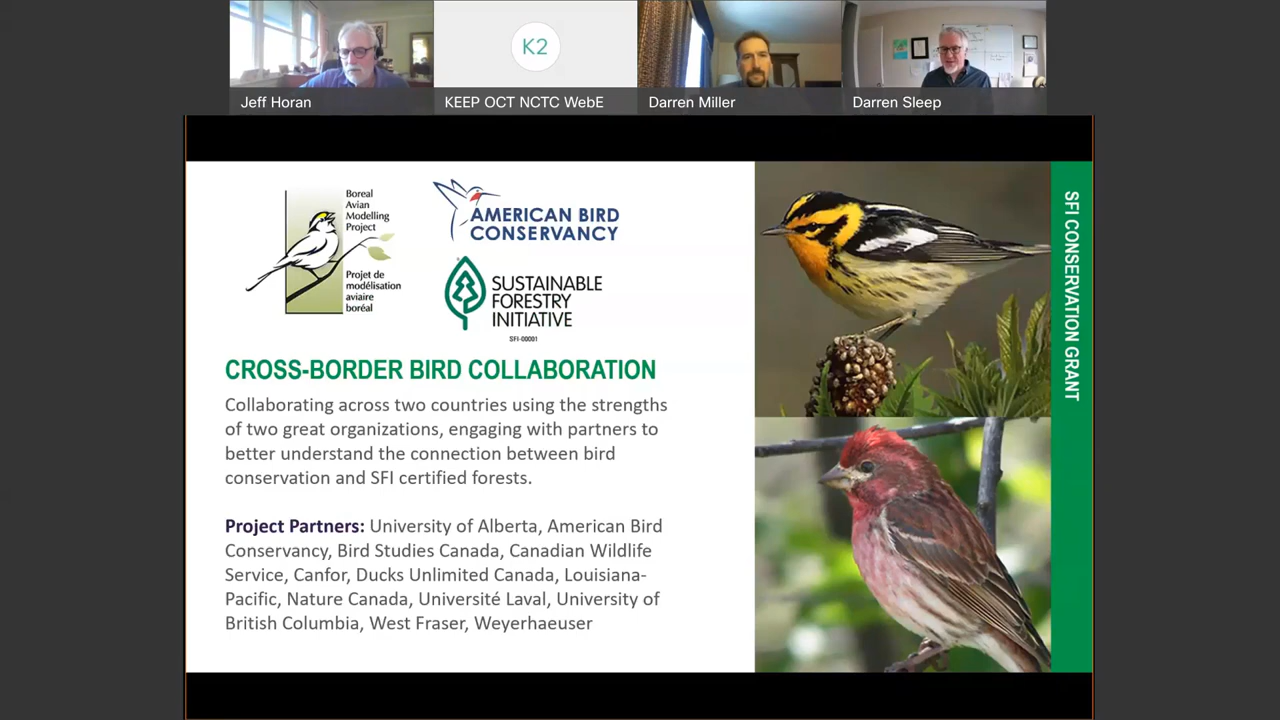 Jeff Horan
K2
KEEP OCT NCTC WebE
Darren Miller
Darren Sleep
Boreal
Avian
Modelling
Project
Projet de
modélisation
aviaire
boréal
AMERICAN BIRD
CONSERVANCY
SUSTAINABLE
FORESTRY
INITIATIVE
SFI-00001
CROSS-BORDER BIRD COLLABORATION
Collaborating across two countries using the strengths
of two great organizations, engaging with partners to
better understand the connection between bird
conservation and SFI certified forests.
Project Partners: University of Alberta, American Bird
Conservancy, Bird Studies Canada, Canadian Wildlife
Service, Canfor, Ducks Unlimited Canada, Louisiana-
Pacific, Nature Canada, Université Laval, University of
British Columbia, West Fraser, Weyerhaeuser
SFI CONSERVATION GRANT